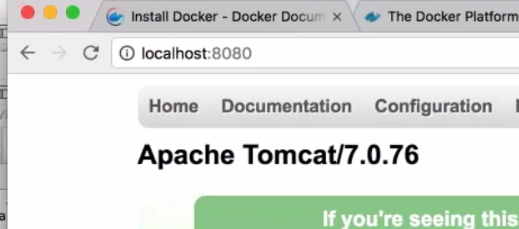 Install Docker - Docker Docum
The Docker Platform
localhost:8080
Home Documentation Configuration
Apache Tomcat/7.0.76
If you're seeing this